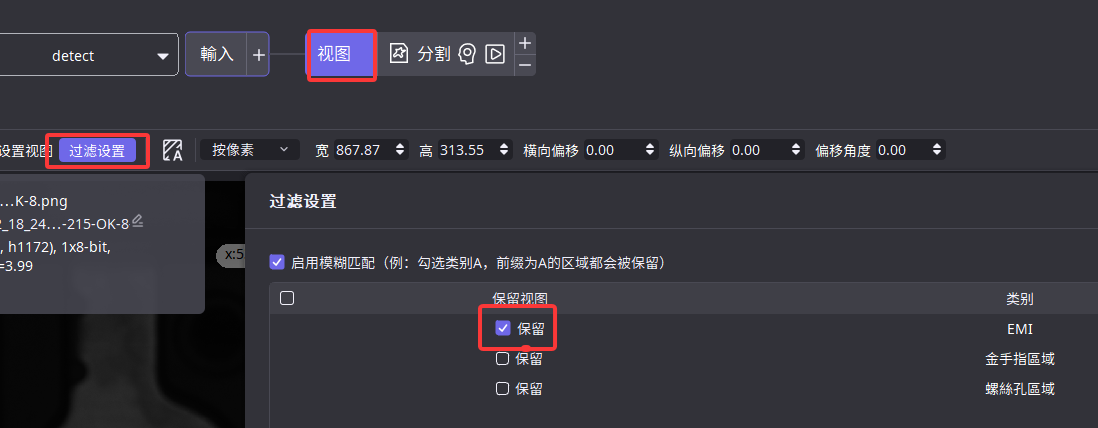 detect 輸入 + 视图 分割 + −
设置视图 过滤设置 按像素 宽 867.87 高 313.55 横向偏移 0.00 纵向偏移 0.00 偏移角度 0.00
…K-8.png
2_18_24…-215-OK-8
, h1172), 1x8-bit,
=3.99
x:5
过滤设置
启用模糊匹配（例：勾选类别A，前缀为A的区域都会被保留）
保留视图 类别
保留 EMI
保留 金手指區域
保留 螺絲孔區域